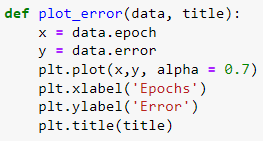 def plot_error(data, title):
    x = data.epoch
    y = data.error
    plt.plot(x,y, alpha = 0.7)
    plt.xlabel('Epochs')
    plt.ylabel('Error')
    plt.title(title)